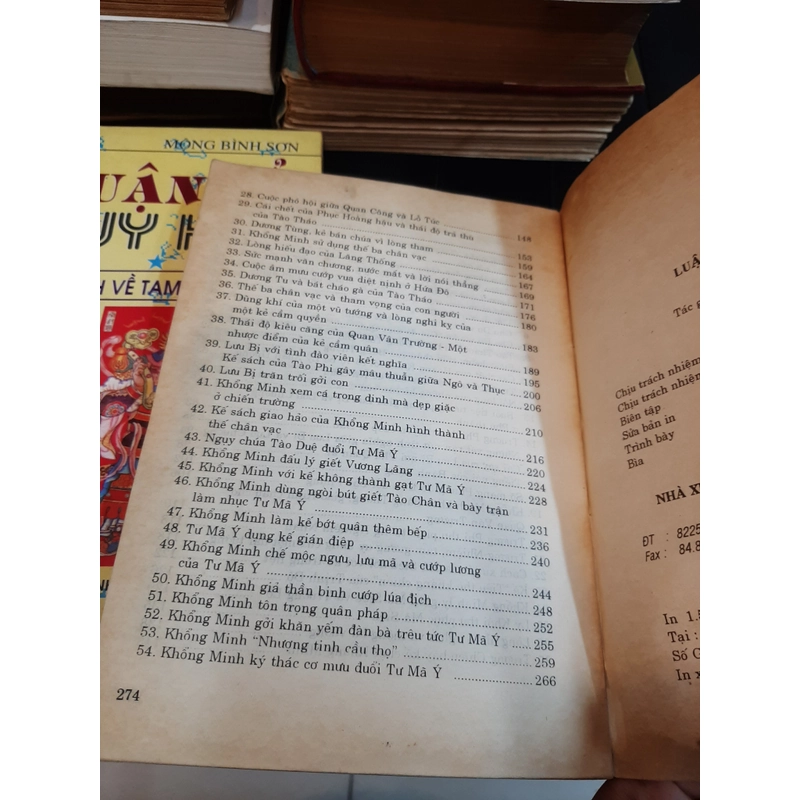 MỘNG BÌNH SƠN
UẬN
UY
H VỀ TAM
28. Cuộc phó hội giữa Quan Công và Lỗ Túc
29. Cái chết của Phục Hoàng hậu và thái độ trả thù
của Tào Tháo ........ 148
30. Dương Tùng, kẻ bán chúa vì lòng tham
31. Khổng Minh sử dụng thế ba chân vạc ........ 153
32. Lòng hiếu đạo của Lăng Thống ........ 159
33. Sức mạnh văn chương, nước mắt và lời nói thẳng ........ 164
34. Cuộc âm mưu cướp vua diệt nịnh ở Hứa Đô ........ 167
35. Dương Tu và bát cháo gà của Tào Tháo ........ 169
36. Thế ba chân vạc và tham vọng của con người ........ 171
37. Dũng khí của một vũ tướng và lòng nghi kỵ của ........ 176
một kẻ cầm quyền ........ 180
38. Thái độ kiêu căng của Quan Vân Trường - Một
nhược điểm của kẻ cầm quân ........ 183
39. Lưu Bị với tình đào viên kết nghĩa
Kế sách của Tào Phi gây mâu thuẫn giữa Ngô và Thục ........ 189
40. Lưu Bị trăn trối gởi con ........ 195
41. Khổng Minh xem cá trong dinh mà dẹp giặc ........ 200
ở chiến trường ........ 206
42. Kế sách giao hảo của Khổng Minh hình thành
thế chân vạc ........ 210
43. Ngụy chúa Tào Duệ đuổi Tư Mã Ý
44. Khổng Minh đấu lý giết Vương Lãng ........ 216
45. Khổng Minh với kế không thành gạt Tư Mã Ý ........ 220
46. Khổng Minh dùng ngòi bút giết Tào Chân và bày trận ........ 224
làm nhục Tư Mã Ý ........ 228
47. Khổng Minh làm kế bớt quân thêm bếp ........ 231
48. Tư Mã Ý dụng kế gián điệp ........ 236
49. Khổng Minh chế mộc ngưu, lưu mã và cướp lương ........ 240
của Tư Mã Ý ........ 244
50. Khổng Minh giả thần binh cướp lúa địch ........ 248
51. Khổng Minh tôn trọng quân pháp ........ 252
52. Khổng Minh gởi khăn yếm đàn bà trêu tức Tư Mã Ý ........ 255
53. Khổng Minh "Nhượng tinh cầu thọ" ........ 259
54. Khổng Minh ký thác cơ mưu đuổi Tư Mã Ý ........ 266
274
LUẬ
Tác g
Chịu trách nhiệm
Chịu trách nhiệm
Biên tập
Sửa bản in
Trình bày
Bìa
NHÀ X
ĐT : 8225
Fax : 84.8
In 1.5
Tại :
Số G
In x